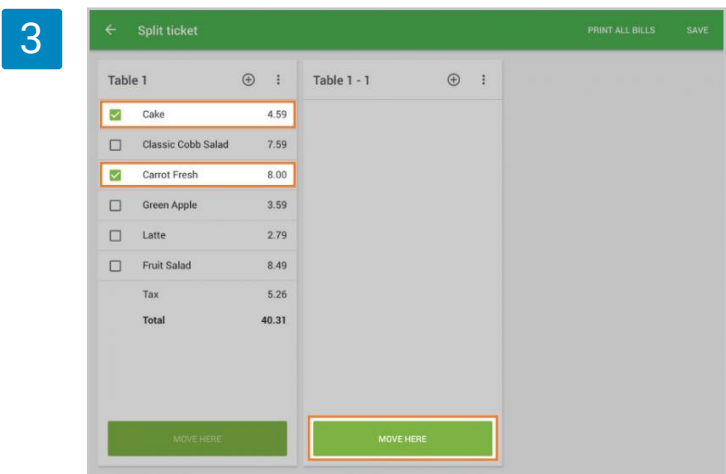 3
Split ticket PRINT ALL BILLS SAVE
Table 1
Cake 4.59
Classic Cobb Salad 7.59
Carrot Fresh 8.00
Green Apple 3.59
Latte 2.79
Fruit Salad 8.49
Tax 5.26
Total 40.31
MOVE HERE
Table 1 - 1
MOVE HERE